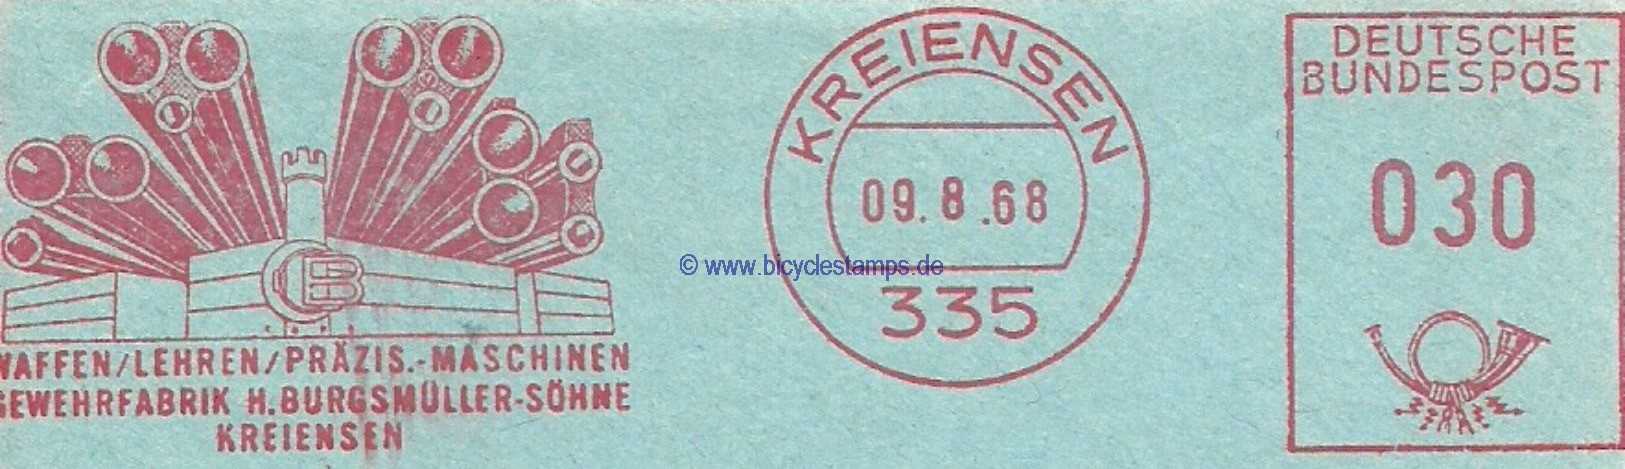 WAFFEN/LEHREN/PRÄZIS.-MASCHINEN
GEWEHRFABRIK H.BURGSMÜLLER-SÖHNE
KREIENSEN
KREIENSEN
09.8.68
335
© www.bicyclestamps.de
DEUTSCHE
BUNDESPOST
030